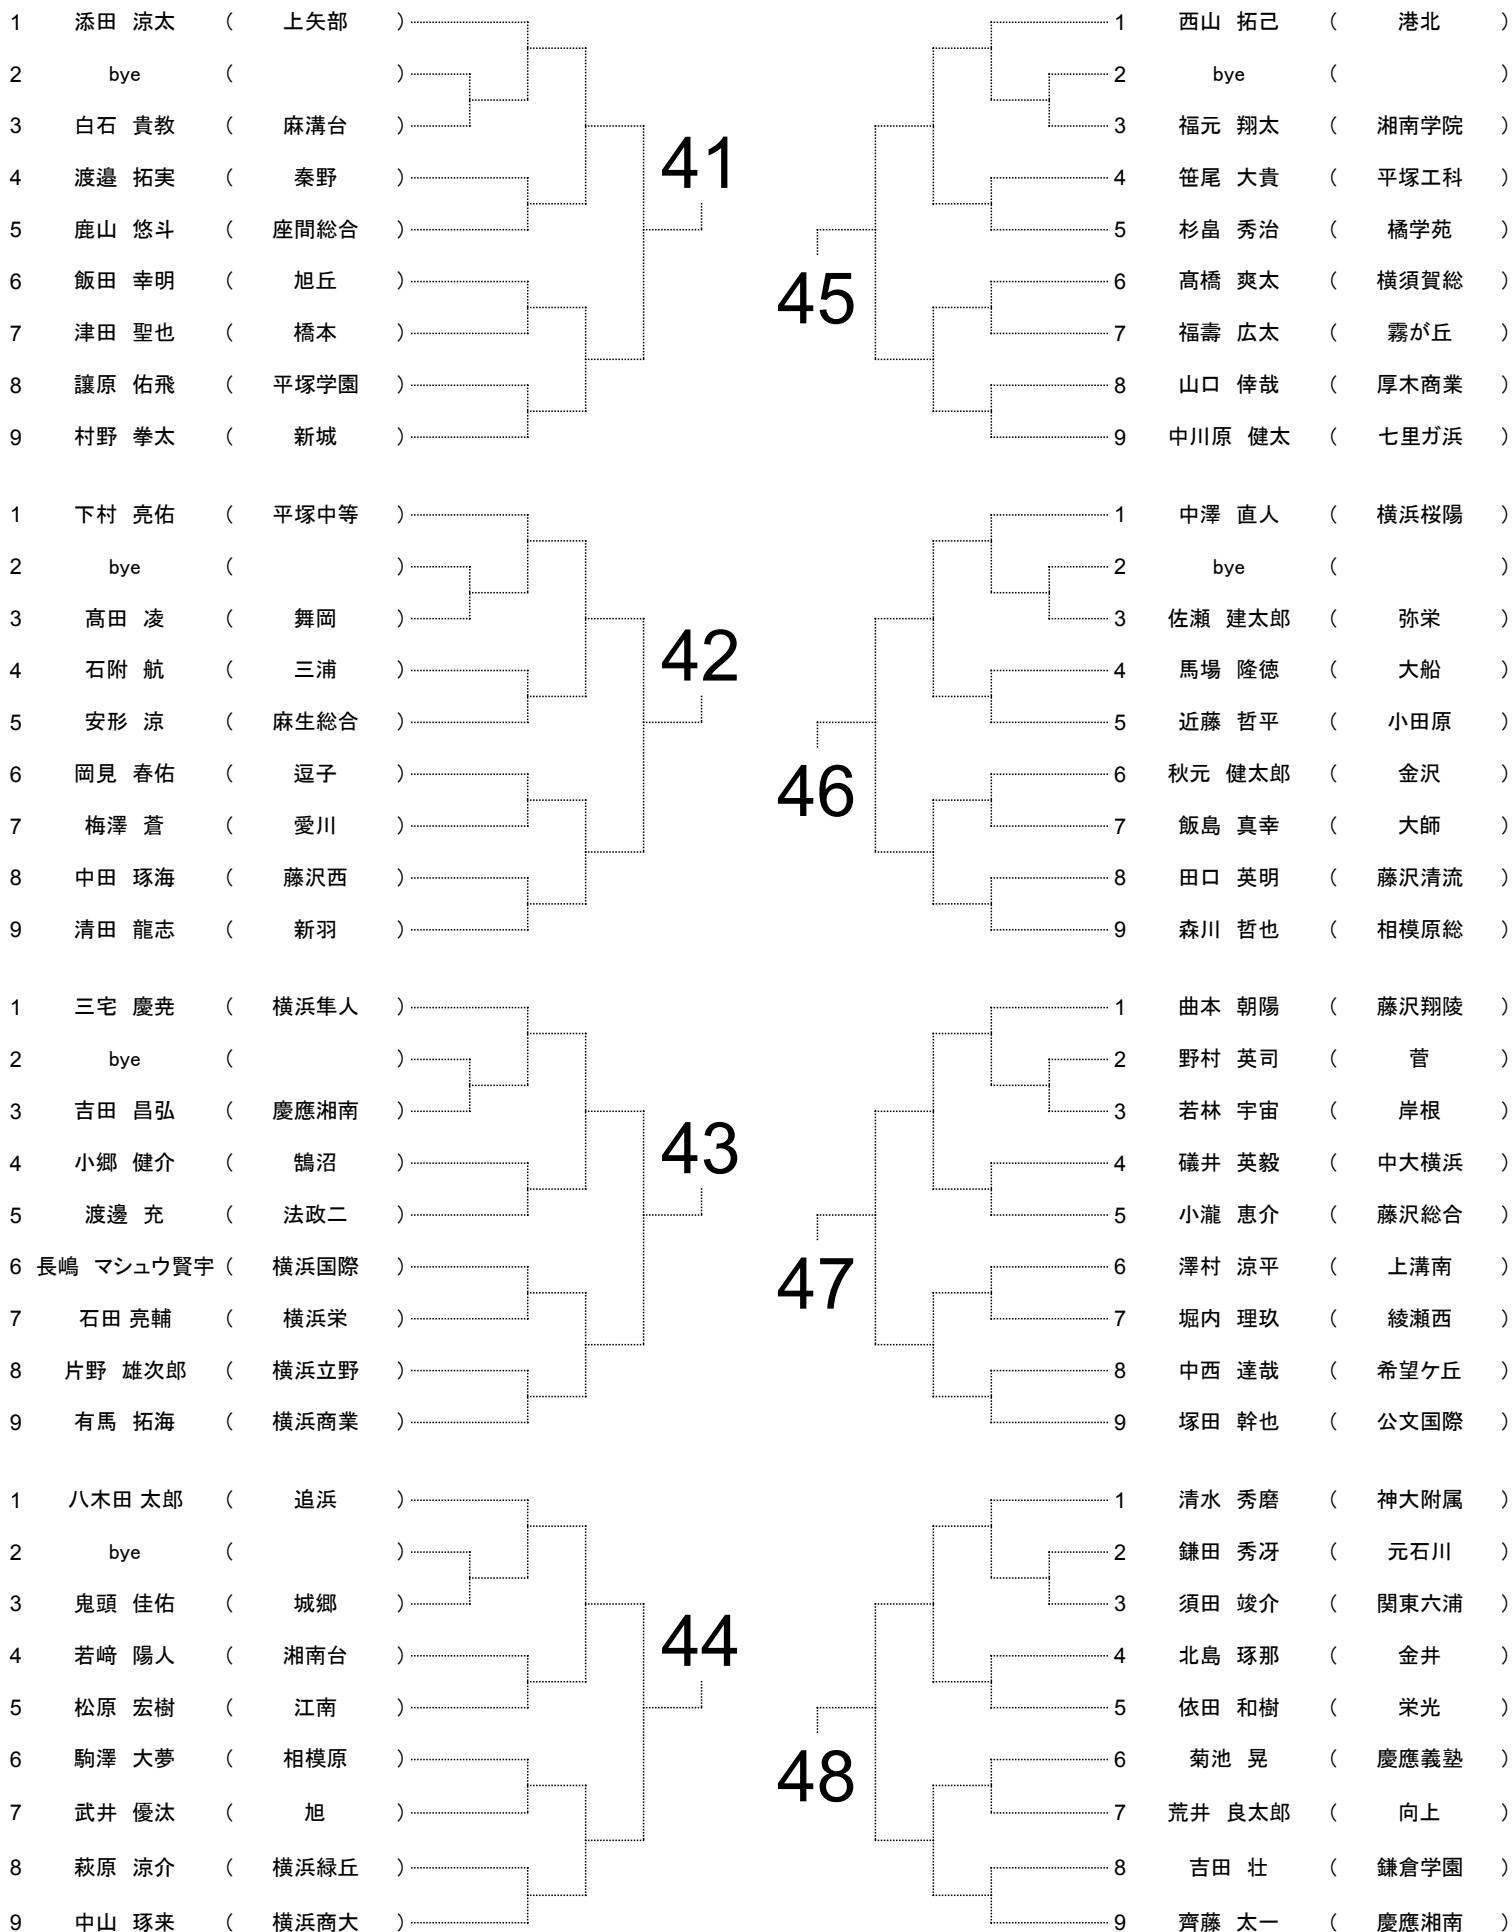 1 添田 涼太 ( 上矢部 )
2 bye ( )
3 白石 貴教 ( 麻溝台 )
4 渡邉 拓実 ( 秦野 )
5 鹿山 悠斗 ( 座間総合 )
6 飯田 幸明 ( 旭丘 )
7 津田 聖也 ( 橋本 )
8 讓原 佑飛 ( 平塚学園 )
9 村野 拳太 ( 新城 )
41
1 下村 亮佑 ( 平塚中等 )
2 bye ( )
3 髙田 凌 ( 舞岡 )
4 石附 航 ( 三浦 )
5 安形 涼 ( 麻生総合 )
6 岡見 春佑 ( 逗子 )
7 梅澤 蒼 ( 愛川 )
8 中田 琢海 ( 藤沢西 )
9 清田 龍志 ( 新羽 )
42
1 三宅 慶尭 ( 横浜隼人 )
2 bye ( )
3 吉田 昌弘 ( 慶應湘南 )
4 小郷 健介 ( 鵠沼 )
5 渡邊 充 ( 法政二 )
6 長嶋 マシュウ賢宇 ( 横浜国際 )
7 石田 亮輔 ( 横浜栄 )
8 片野 雄次郎 ( 横浜立野 )
9 有馬 拓海 ( 横浜商業 )
43
1 八木田 太郎 ( 追浜 )
2 bye ( )
3 鬼頭 佳佑 ( 城郷 )
4 若﨑 陽人 ( 湘南台 )
5 松原 宏樹 ( 江南 )
6 駒澤 大夢 ( 相模原 )
7 武井 優汰 ( 旭 )
8 萩原 涼介 ( 横浜緑丘 )
9 中山 琢来 ( 横浜商大 )
44
1 西山 拓己 ( 港北 )
2 bye ( )
3 福元 翔太 ( 湘南学院 )
4 笹尾 大貴 ( 平塚工科 )
5 杉畠 秀治 ( 橘学苑 )
6 髙橋 爽太 ( 横須賀総 )
7 福壽 広太 ( 霧が丘 )
8 山口 倖哉 ( 厚木商業 )
9 中川原 健太 ( 七里ガ浜 )
45
1 中澤 直人 ( 横浜桜陽 )
2 bye ( )
3 佐瀬 建太郎 ( 弥栄 )
4 馬場 隆徳 ( 大船 )
5 近藤 哲平 ( 小田原 )
6 秋元 健太郎 ( 金沢 )
7 飯島 真幸 ( 大師 )
8 田口 英明 ( 藤沢清流 )
9 森川 哲也 ( 相模原総 )
46
1 曲本 朝陽 ( 藤沢翔陵 )
2 野村 英司 ( 菅 )
3 若林 宇宙 ( 岸根 )
4 礒井 英毅 ( 中大横浜 )
5 小瀧 恵介 ( 藤沢総合 )
6 澤村 涼平 ( 上溝南 )
7 堀内 理玖 ( 綾瀬西 )
8 中西 達哉 ( 希望ケ丘 )
9 塚田 幹也 ( 公文国際 )
47
1 清水 秀磨 ( 神大附属 )
2 鎌田 秀冴 ( 元石川 )
3 須田 竣介 ( 関東六浦 )
4 北島 琢那 ( 金井 )
5 依田 和樹 ( 栄光 )
6 菊池 晃 ( 慶應義塾 )
7 荒井 良太郎 ( 向上 )
8 吉田 壮 ( 鎌倉学園 )
9 齊藤 太一 ( 慶應湘南 )
48